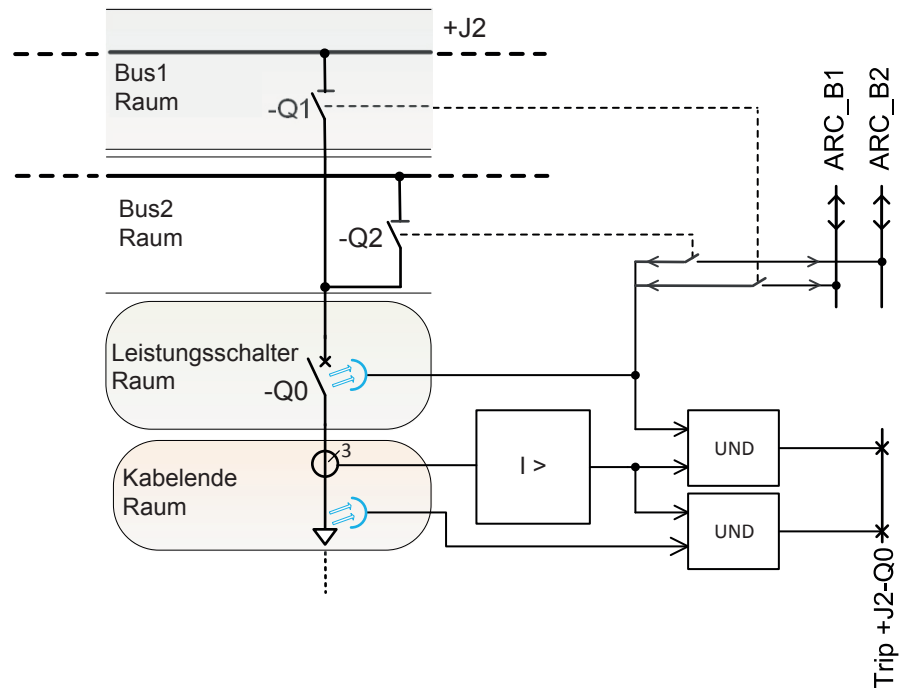 +J2
Bus1
Raum
-Q1
ARC_B1
ARC_B2
Bus2
Raum
-Q2
Leistungsschalter
Raum
-Q0
3
I >
UND
Kabelende
Raum
UND
Trip +J2-Q0